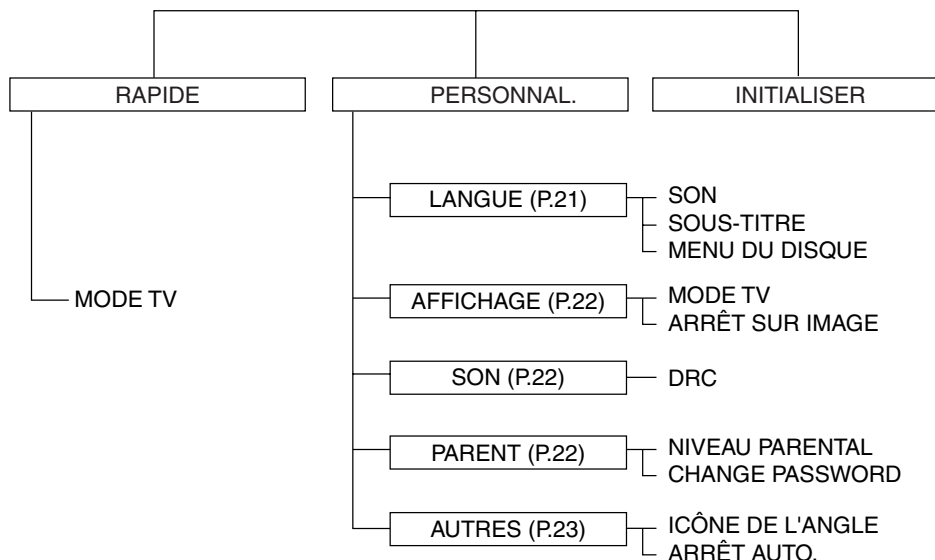 RAPIDE
PERSONNAL.
INITIALISER
MODE TV
LANGUE (P.21)
SON
SOUS-TITRE
MENU DU DISQUE
AFFICHAGE (P.22)
MODE TV
ARRÊT SUR IMAGE
SON (P.22)
DRC
PARENT (P.22)
NIVEAU PARENTAL
CHANGE PASSWORD
AUTRES (P.23)
ICÔNE DE L'ANGLE
ARRÊT AUTO.